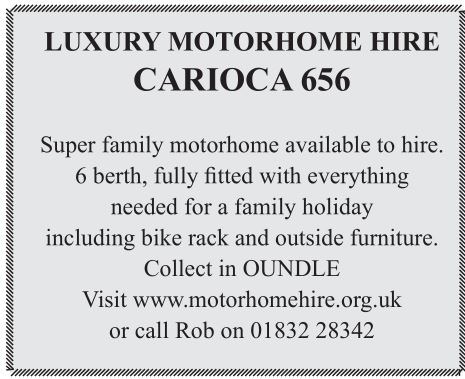 LUXURY MOTORHOME HIRE
CARIOCA 656
Super family motorhome available to hire.
6 berth, fully fitted with everything
needed for a family holiday
including bike rack and outside furniture.
Collect in OUNDLE
Visit www.motorhomehire.org.uk
or call Rob on 01832 28342